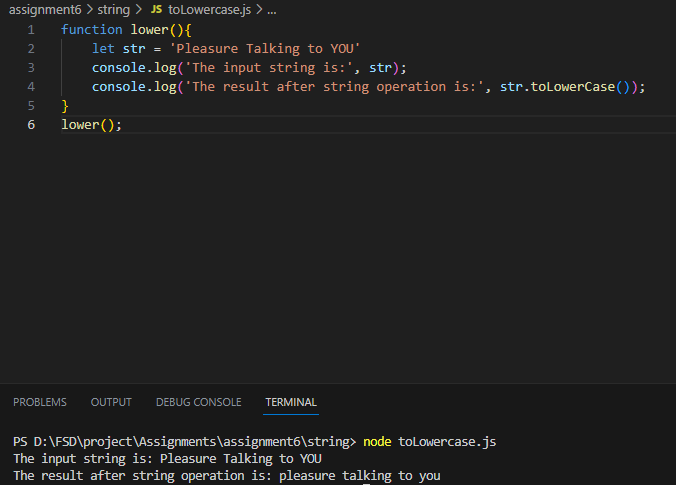 assignment6 > string > JS toLowercase.js > ...
1 function lower(){
2     let str = 'Pleasure Talking to YOU'
3     console.log('The input string is:', str);
4     console.log('The result after string operation is:', str.toLowerCase());
5 }
6 lower();
PROBLEMS OUTPUT DEBUG CONSOLE TERMINAL
PS D:\FSD\project\Assignments\assignment6\string> node toLowercase.js
The input string is: Pleasure Talking to YOU
The result after string operation is: pleasure talking to you